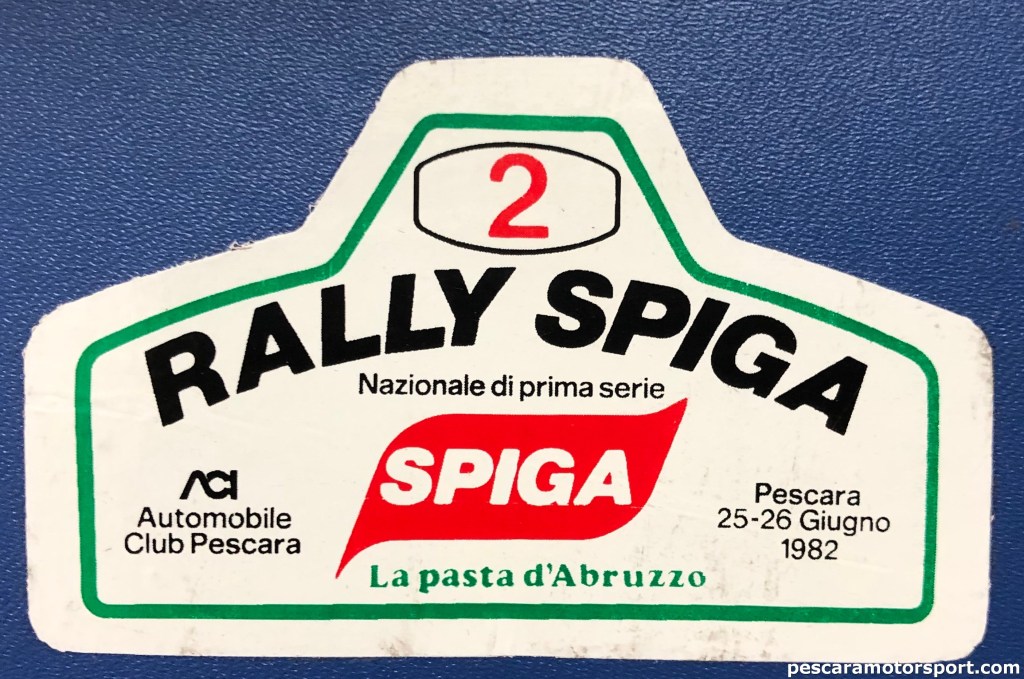 2
RALLY SPIGA
Nazionale di prima serie
SPIGA
ACI
Automobile
Club Pescara
Pescara
25-26 Giugno
1982
La pasta d'Abruzzo
pescaramotorsport.com